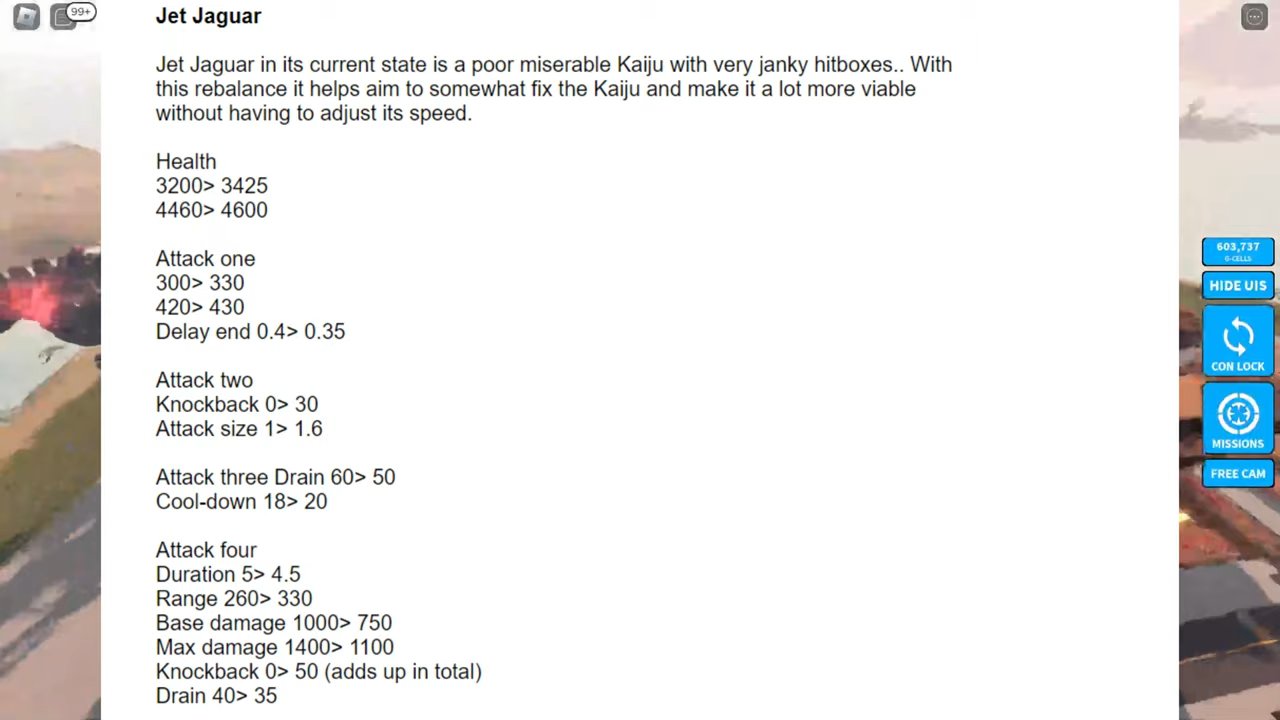 99+
Jet Jaguar
Jet Jaguar in its current state is a poor miserable Kaiju with very janky hitboxes.. With
this rebalance it helps aim to somewhat fix the Kaiju and make it a lot more viable
without having to adjust its speed.
Health
3200> 3425
4460> 4600
Attack one
300> 330
420> 430
Delay end 0.4> 0.35
Attack two
Knockback 0> 30
Attack size 1> 1.6
Attack three Drain 60> 50
Cool-down 18> 20
Attack four
Duration 5> 4.5
Range 260> 330
Base damage 1000> 750
Max damage 1400> 1100
Knockback 0> 50 (adds up in total)
Drain 40> 35
603,737
G-CELLS
HIDE UIS
CON LOCK
MISSIONS
FREE CAM